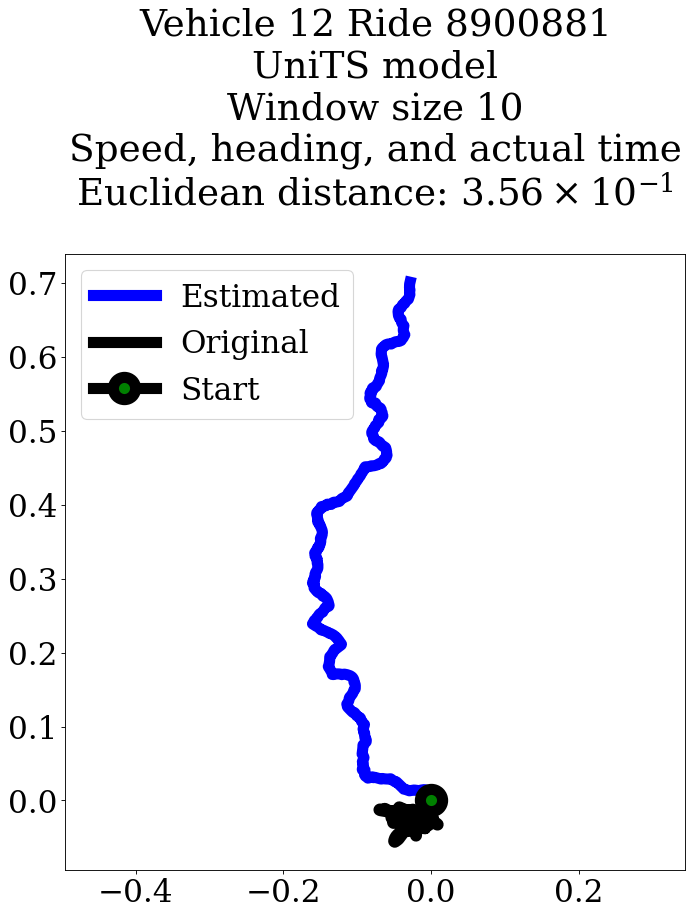 Vehicle 12 Ride 8900881
UniTS model
Window size 10
Speed, heading, and actual time
Euclidean distance: 3.56 × 10⁻¹
Estimated
Original
Start
0.7
0.6
0.5
0.4
0.3
0.2
0.1
0.0
−0.4
−0.2
0.0
0.2